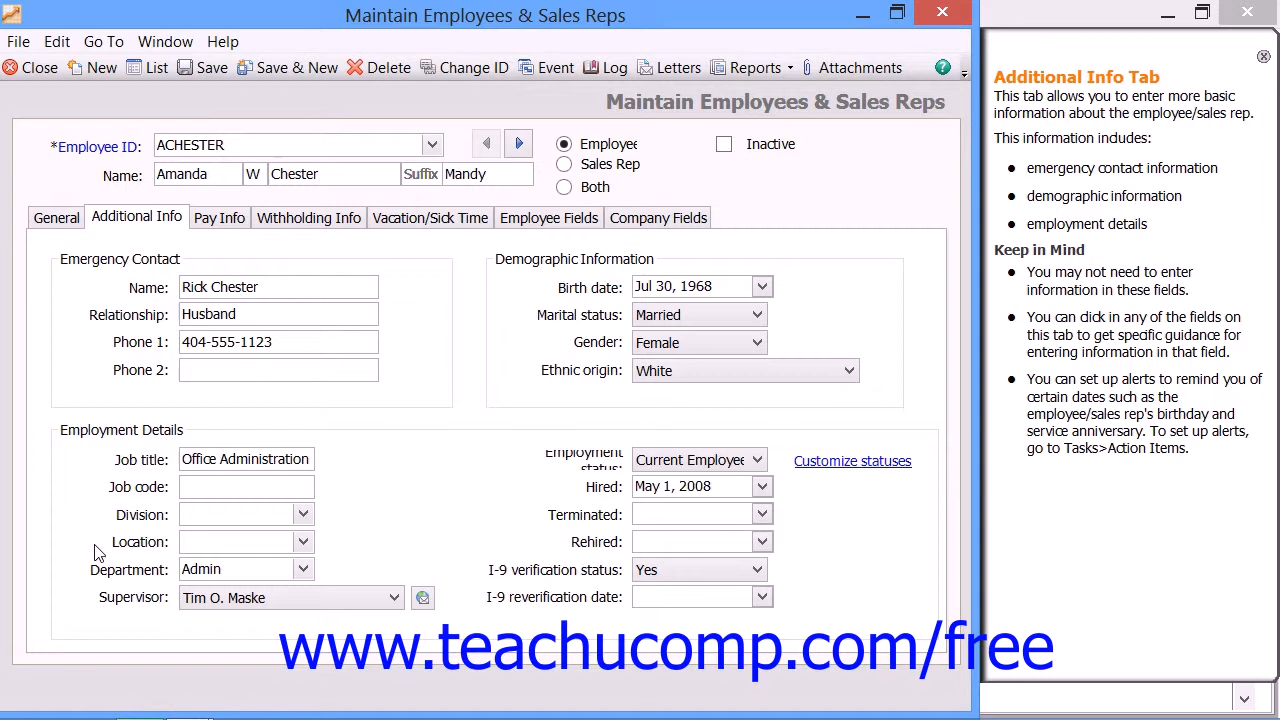 Maintain Employees & Sales Reps
File Edit Go To Window Help
Close New List Save Save & New Delete Change ID Event Log Letters Reports Attachments
Maintain Employees & Sales Reps
*Employee ID: ACHESTER Employee Inactive
Name: Amanda W Chester Suffix Mandy Sales Rep
Both
General Additional Info Pay Info Withholding Info Vacation/Sick Time Employee Fields Company Fields
Emergency Contact
Name: Rick Chester
Relationship: Husband
Phone 1: 404-555-1123
Phone 2:
Demographic Information
Birth date: Jul 30, 1968
Marital status: Married
Gender: Female
Ethnic origin: White
Employment Details
Job title: Office Administration
Job code:
Division:
Location:
Department: Admin
Supervisor: Tim O. Maske
Employment status: Current Employee Customize statuses
Hired: May 1, 2008
Terminated:
Rehired:
I-9 verification status: Yes
I-9 reverification date:
Additional Info Tab
This tab allows you to enter more basic
information about the employee/sales rep.
This information includes:
● emergency contact information
● demographic information
● employment details
Keep in Mind
● You may not need to enter
information in these fields.
● You can click in any of the fields on
this tab to get specific guidance for
entering information in that field.
● You can set up alerts to remind you of
certain dates such as the
employee/sales rep's birthday and
service anniversary. To set up alerts,
go to Tasks>Action Items.
www.teachucomp.com/free